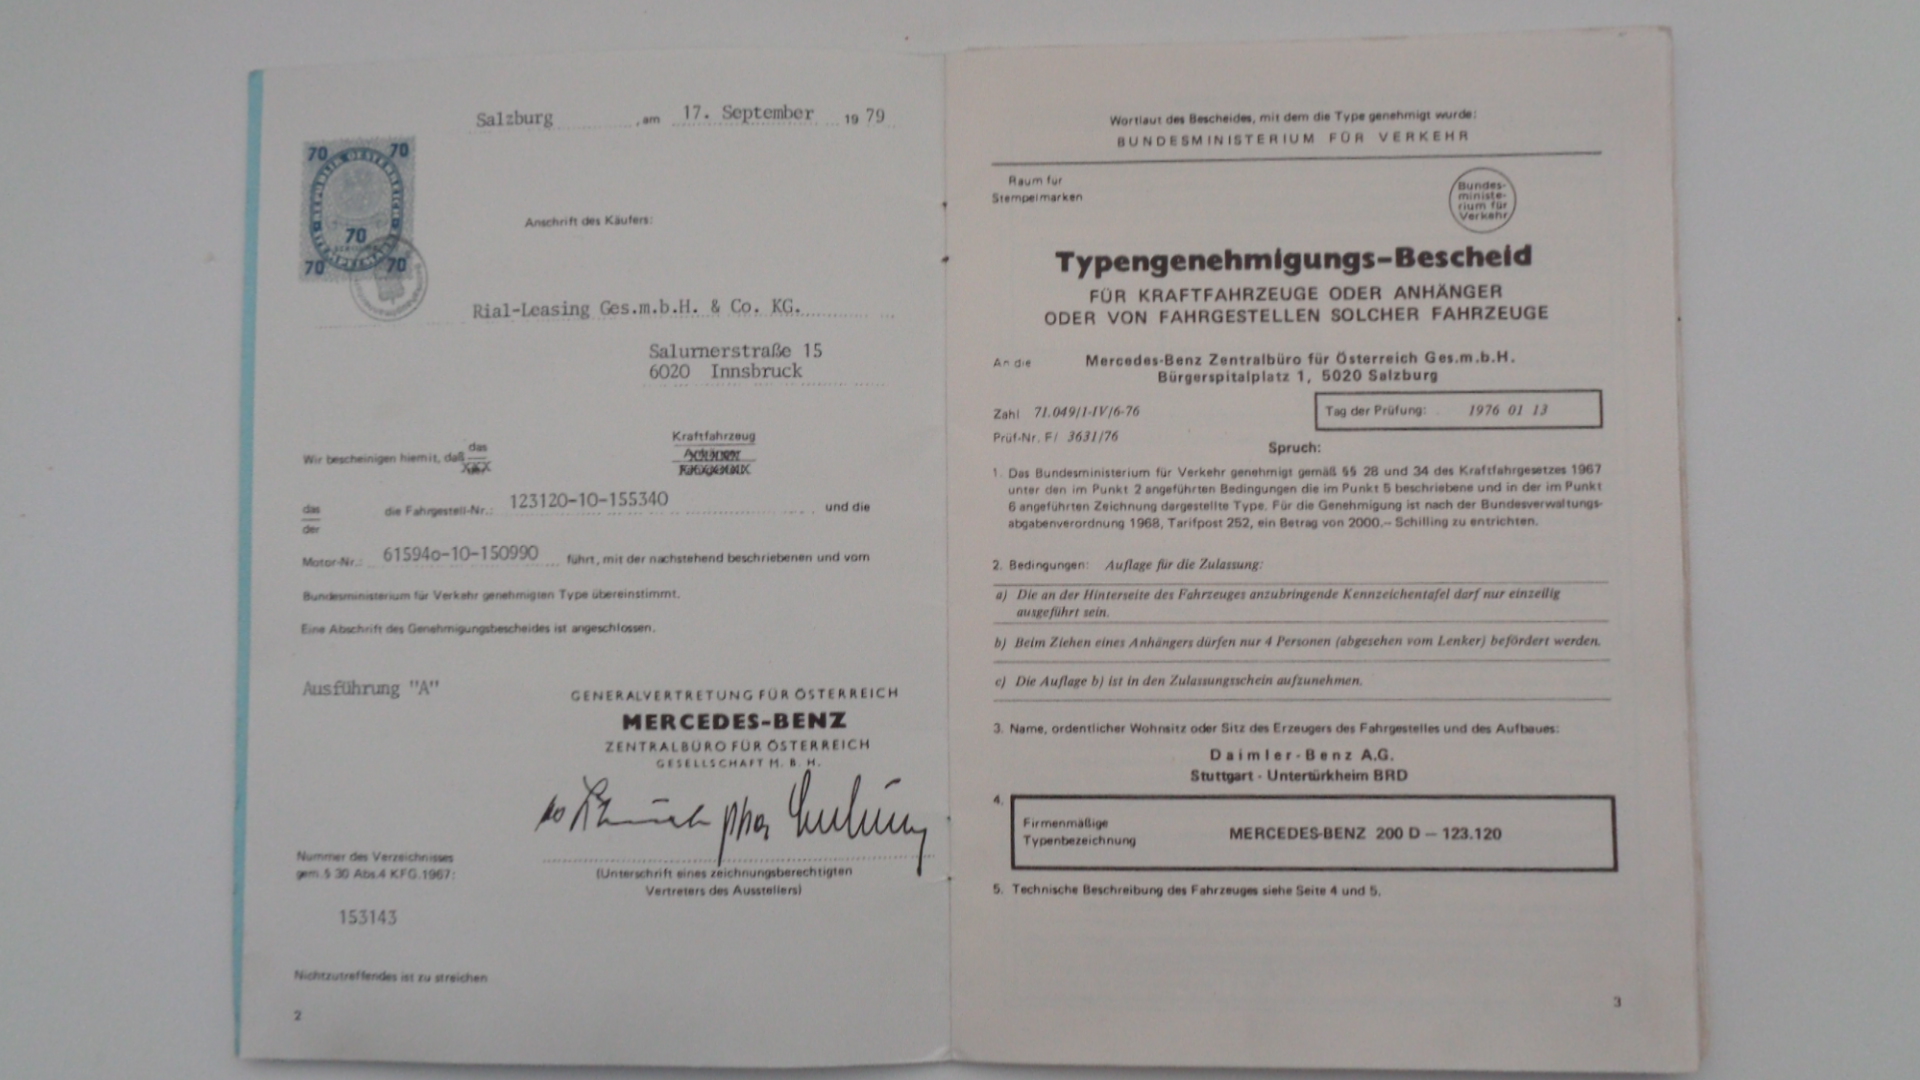 Salzburg, am 17. September 1979
70 70
REPUBLIK OESTERREICH
70
70 70
Anschrift des Käufers:
Rial-Leasing Ges.m.b.H. & Co. KG.
Salurnerstraße 15
6020 Innsbruck
Kraftfahrzeug
das
Wir bescheinigen hiemit, daß
das die Fahrgestell-Nr.: 123120-10-155340 und die
der
Motor-Nr.: 61594o-10-150990 führt, mit der nachstehend beschriebenen und vom
Bundesministerium für Verkehr genehmigten Type übereinstimmt.
Eine Abschrift des Genehmigungsbescheides ist angeschlossen.
Ausführung "A"
GENERALVERTRETUNG FÜR ÖSTERREICH
MERCEDES-BENZ
ZENTRALBÜRO FÜR ÖSTERREICH
GESELLSCHAFT M. B. H.
Nummer des Verzeichnisses
gem. § 30 Abs.4 KFG.1967:
(Unterschrift eines zeichnungsberechtigten
Vertreters des Ausstellers)
153143
Nichtzutreffendes ist zu streichen
2
Wortlaut des Bescheides, mit dem die Type genehmigt wurde:
BUNDESMINISTERIUM FÜR VERKEHR
Raum für
Stempelmarken
Bundes-
ministe-
rium für
Verkehr
Typengenehmigungs-Bescheid
FÜR KRAFTFAHRZEUGE ODER ANHÄNGER
ODER VON FAHRGESTELLEN SOLCHER FAHRZEUGE
An die Mercedes-Benz Zentralbüro für Österreich Ges.m.b.H.
Bürgerspitalplatz 1, 5020 Salzburg
Zahl 71.049/1-IV/6-76
Tag der Prüfung: 1976 01 13
Prüf-Nr. F/ 3631/76
Spruch:
1. Das Bundesministerium für Verkehr genehmigt gemäß §§ 28 und 34 des Kraftfahrgesetzes 1967
unter den im Punkt 2 angeführten Bedingungen die im Punkt 5 beschriebene und in der im Punkt
6 angeführten Zeichnung dargestellte Type. Für die Genehmigung ist nach der Bundesverwaltungs-
abgabenverordnung 1968, Tarifpost 252, ein Betrag von 2000.– Schilling zu entrichten.
2. Bedingungen: Auflage für die Zulassung:
a) Die an der Hinterseite des Fahrzeuges anzubringende Kennzeichentafel darf nur einzeilig
ausgeführt sein.
b) Beim Ziehen eines Anhängers dürfen nur 4 Personen (abgesehen vom Lenker) befördert werden.
c) Die Auflage b) ist in den Zulassungsschein aufzunehmen.
3. Name, ordentlicher Wohnsitz oder Sitz des Erzeugers des Fahrgestelles und des Aufbaues:
Daimler-Benz A.G.
Stuttgart - Untertürkheim BRD
4.
Firmenmäßige
Typenbezeichnung
MERCEDES-BENZ 200 D – 123.120
5. Technische Beschreibung des Fahrzeuges siehe Seite 4 und 5.
3